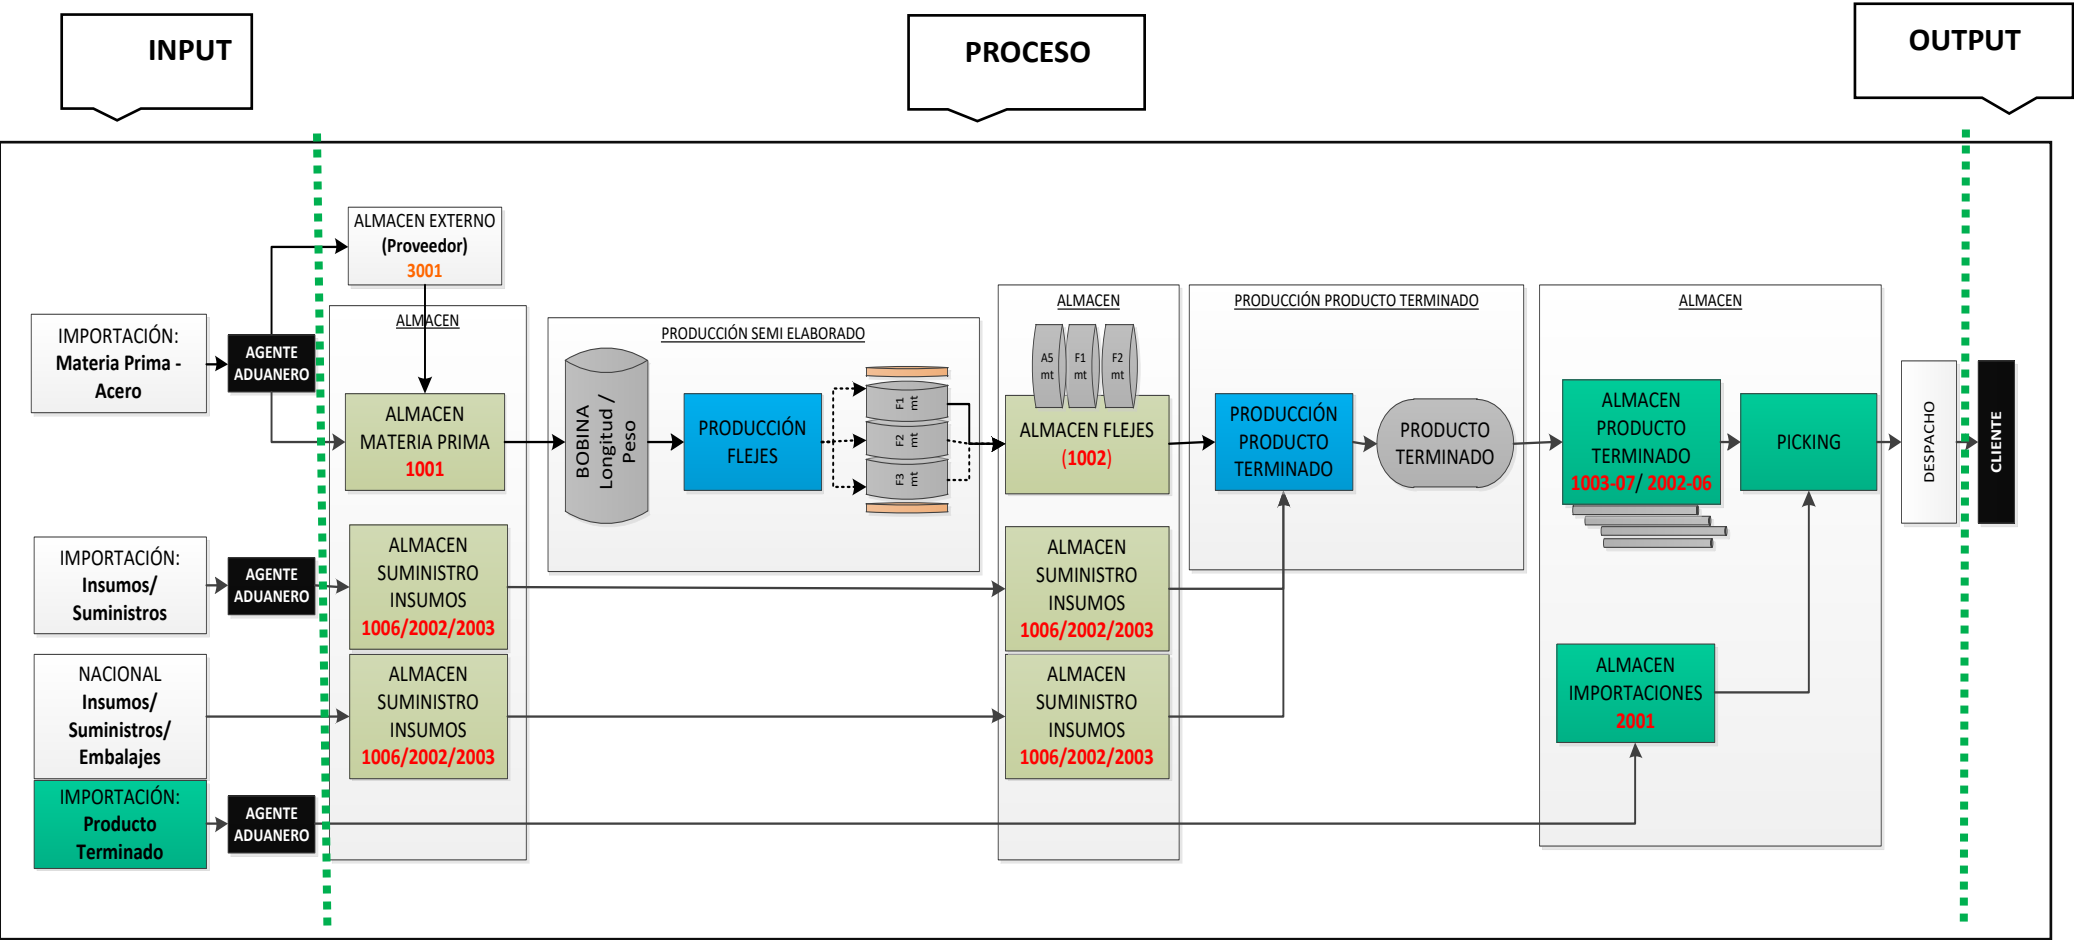 INPUT
PROCESO
OUTPUT
ALMACEN EXTERNO
(Proveedor)
3001
IMPORTACIÓN:
Materia Prima -
Acero
AGENTE
ADUANERO
ALMACEN
ALMACEN
MATERIA PRIMA
1001
PRODUCCIÓN SEMI ELABORADO
BOBINA
Longitud /
Peso
PRODUCCIÓN
FLEJES
F1
mt
F2
mt
F3
mt
ALMACEN
A5
mt
F1
mt
F2
mt
ALMACEN FLEJES
(1002)
PRODUCCIÓN PRODUCTO TERMINADO
PRODUCCIÓN
PRODUCTO
TERMINADO
PRODUCTO
TERMINADO
ALMACEN
ALMACEN
PRODUCTO
TERMINADO
1003-07/ 2002-06
PICKING
DESPACHO
CLIENTE
IMPORTACIÓN:
Insumos/
Suministros
AGENTE
ADUANERO
ALMACEN
SUMINISTRO
INSUMOS
1006/2002/2003
ALMACEN
SUMINISTRO
INSUMOS
1006/2002/2003
NACIONAL
Insumos/
Suministros/
Embalajes
ALMACEN
SUMINISTRO
INSUMOS
1006/2002/2003
ALMACEN
SUMINISTRO
INSUMOS
1006/2002/2003
ALMACEN
IMPORTACIONES
2001
IMPORTACIÓN:
Producto
Terminado
AGENTE
ADUANERO